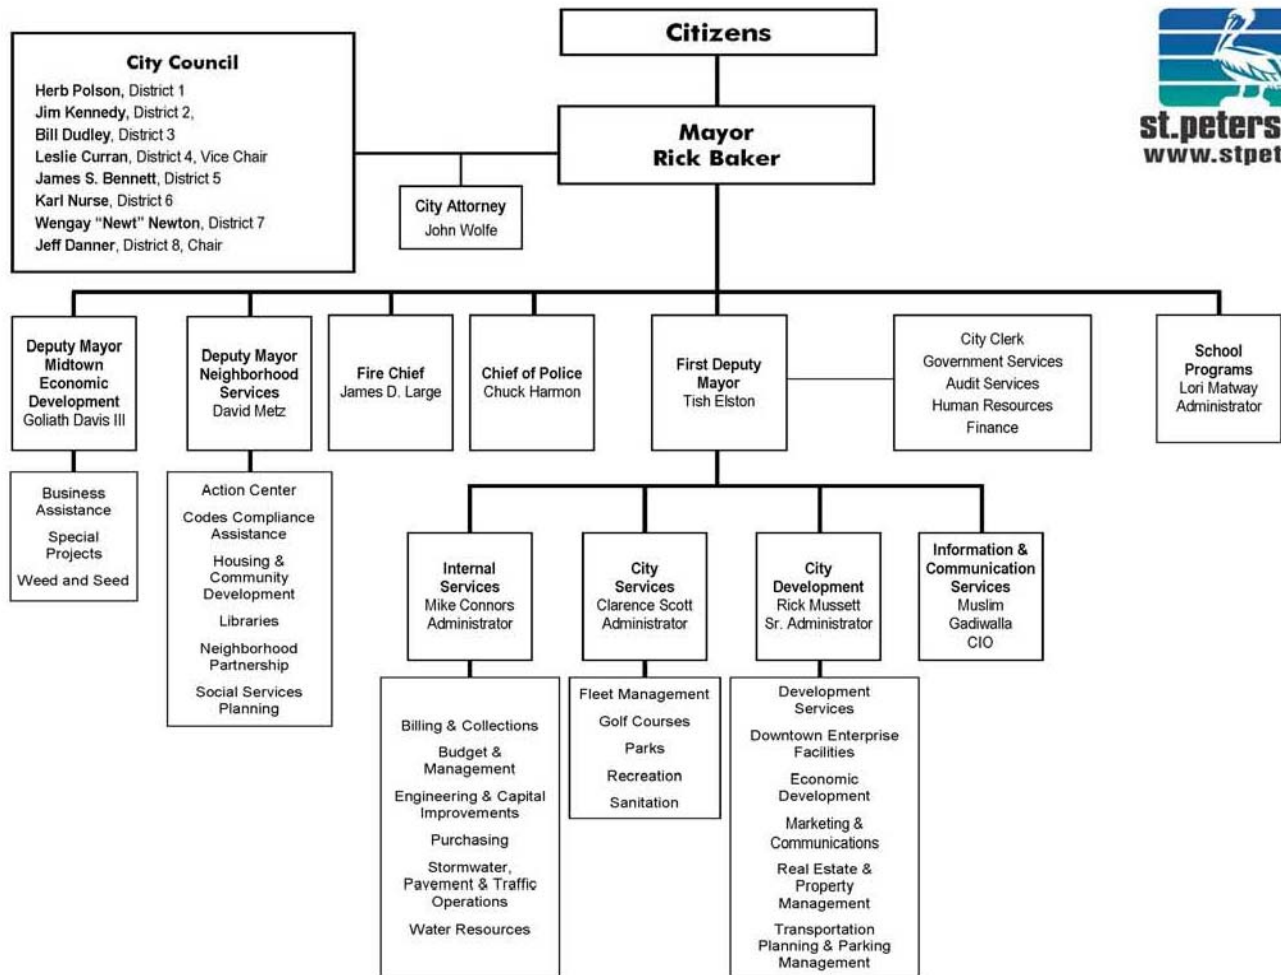 Citizens
City Council
Herb Polson, District 1
Jim Kennedy, District 2,
Bill Dudley, District 3
Leslie Curran, District 4, Vice Chair
James S. Bennett, District 5
Karl Nurse, District 6
Wengay “Newt” Newton, District 7
Jeff Danner, District 8, Chair
Mayor
Rick Baker
City Attorney
John Wolfe
st.peters
www.stpet
Deputy Mayor
Midtown
Economic
Development
Goliath Davis III
Deputy Mayor
Neighborhood
Services
David Metz
Fire Chief
James D. Large
Chief of Police
Chuck Harmon
First Deputy
Mayor
Tish Elston
City Clerk
Government Services
Audit Services
Human Resources
Finance
School
Programs
Lori Matway
Administrator
Business
Assistance
Special
Projects
Weed and Seed
Action Center
Codes Compliance
Assistance
Housing &
Community
Development
Libraries
Neighborhood
Partnership
Social Services
Planning
Internal
Services
Mike Connors
Administrator
City
Services
Clarence Scott
Administrator
City
Development
Rick Mussett
Sr. Administrator
Information &
Communication
Services
Muslim
Gadiwalla
CIO
Billing & Collections
Budget &
Management
Engineering & Capital
Improvements
Purchasing
Stormwater,
Pavement & Traffic
Operations
Water Resources
Fleet Management
Golf Courses
Parks
Recreation
Sanitation
Development
Services
Downtown Enterprise
Facilities
Economic
Development
Marketing &
Communications
Real Estate &
Property
Management
Transportation
Planning & Parking
Management